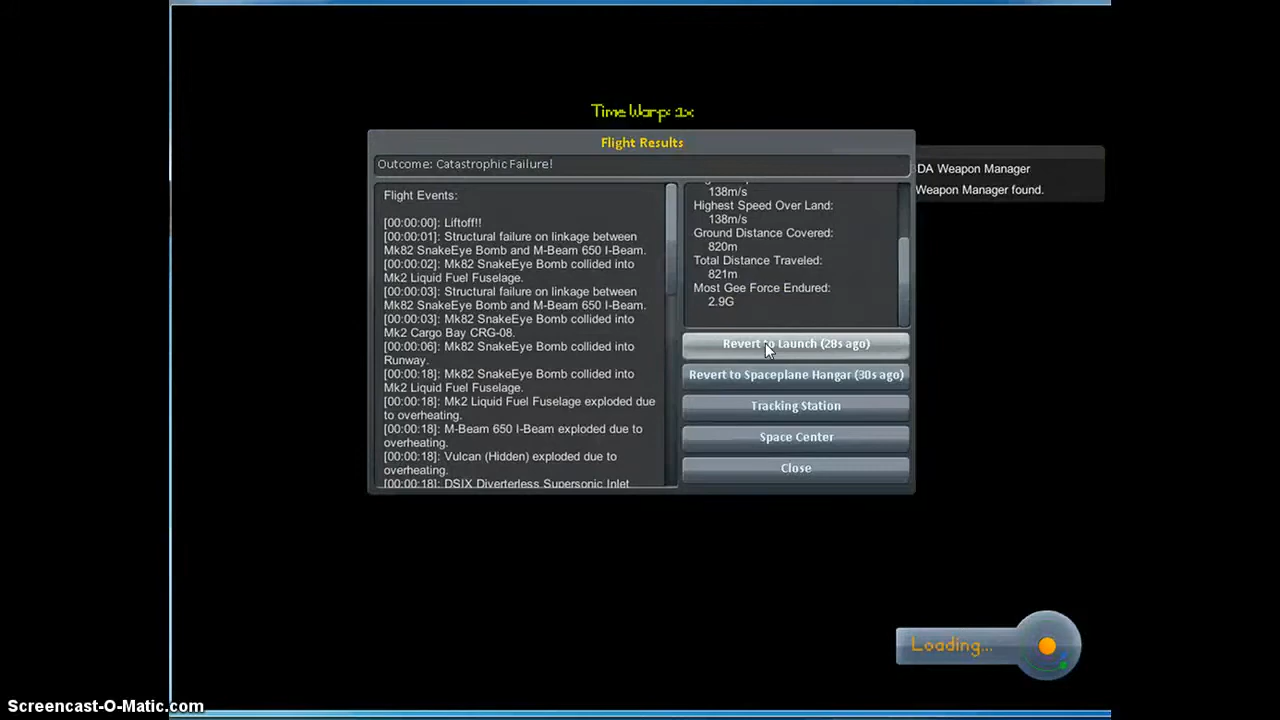 Time Warp: 1x
Flight Results
Outcome: Catastrophic Failure!
DA Weapon Manager
Weapon Manager found.
Flight Events:
[00:00:00]: Liftoff!!
[00:00:01]: Structural failure on linkage between
Mk82 SnakeEye Bomb and M-Beam 650 I-Beam.
[00:00:02]: Mk82 SnakeEye Bomb collided into
Mk2 Liquid Fuel Fuselage.
[00:00:03]: Structural failure on linkage between
Mk82 SnakeEye Bomb and M-Beam 650 I-Beam.
[00:00:03]: Mk82 SnakeEye Bomb collided into
Mk2 Cargo Bay CRG-08.
[00:00:06]: Mk82 SnakeEye Bomb collided into
Runway.
[00:00:18]: Mk82 SnakeEye Bomb collided into
Mk2 Liquid Fuel Fuselage.
[00:00:18]: Mk2 Liquid Fuel Fuselage exploded due
to overheating.
[00:00:18]: M-Beam 650 I-Beam exploded due to
overheating.
[00:00:18]: Vulcan (Hidden) exploded due to
overheating.
[00:00:18]: DSIX Diverterless Supersonic Inlet
138m/s
Highest Speed Over Land:
138m/s
Ground Distance Covered:
820m
Total Distance Traveled:
821m
Most Gee Force Endured:
2.9G
Revert to Launch (28s ago)
Revert to Spaceplane Hangar (30s ago)
Tracking Station
Space Center
Close
Loading...
Screencast-O-Matic.com